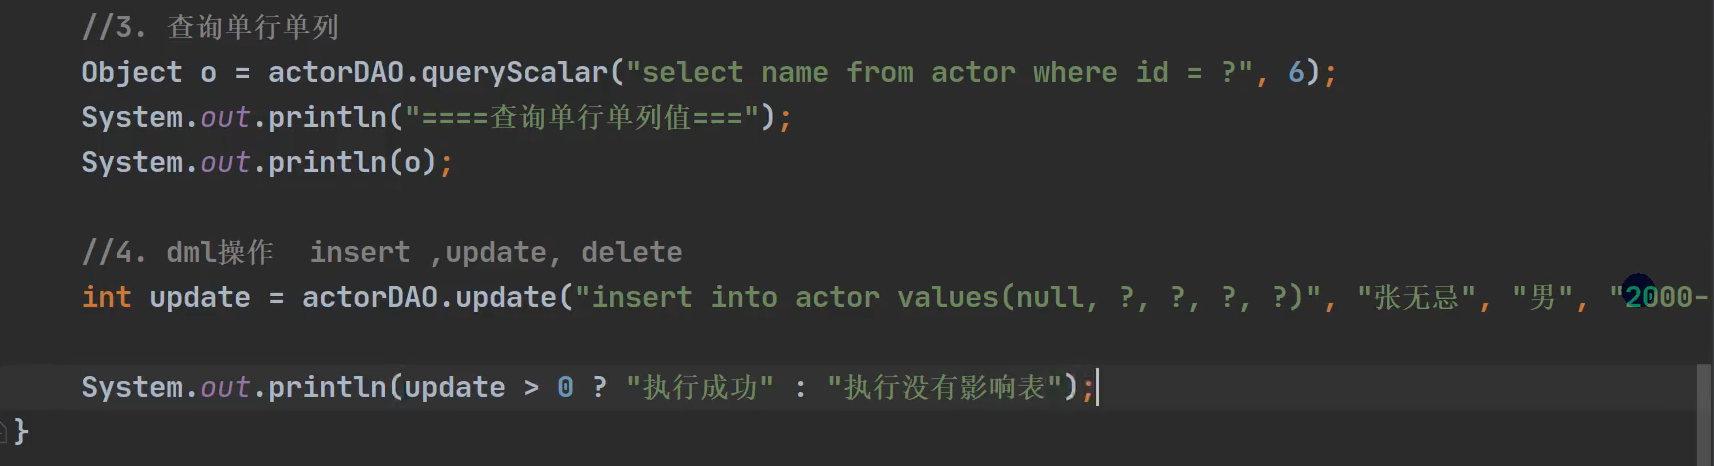 //3. 查询单行单列
Object o = actorDAO.queryScalar("select name from actor where id = ?", 6);
System.out.println("====查询单行单列值===");
System.out.println(o);
//4. dml操作  insert ,update, delete
int update = actorDAO.update("insert into actor values(null, ?, ?, ?, ?)", "张无忌", "男", "2000-
System.out.println(update > 0 ? "执行成功" : "执行没有影响表");
}